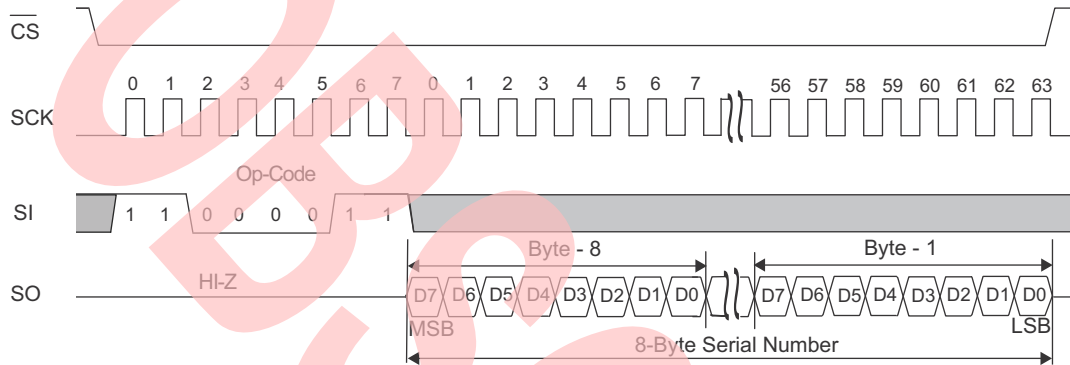 CS
0 1 2 3 4 5 6 7 0 1 2 3 4 5 6 7 56 57 58 59 60 61 62 63
SCK
Op-Code
SI 1 1 0 0 0 0 1 1
Byte - 8 Byte - 1
HI-Z
SO D7 D6 D5 D4 D3 D2 D1 D0 D7 D6 D5 D4 D3 D2 D1 D0
MSB LSB
8-Byte Serial Number